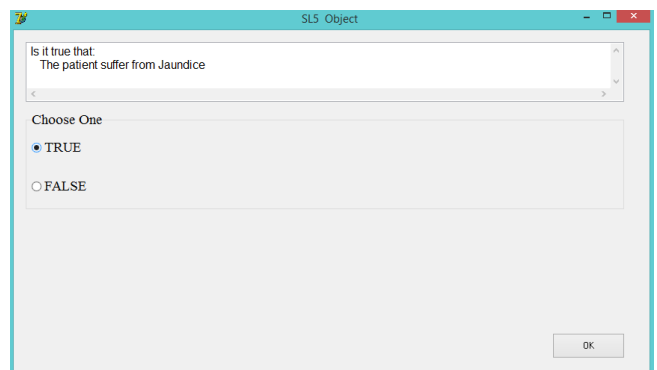 SL5 Object
Is it true that:
The patient suffer from Jaundice
Choose One
TRUE
FALSE
OK